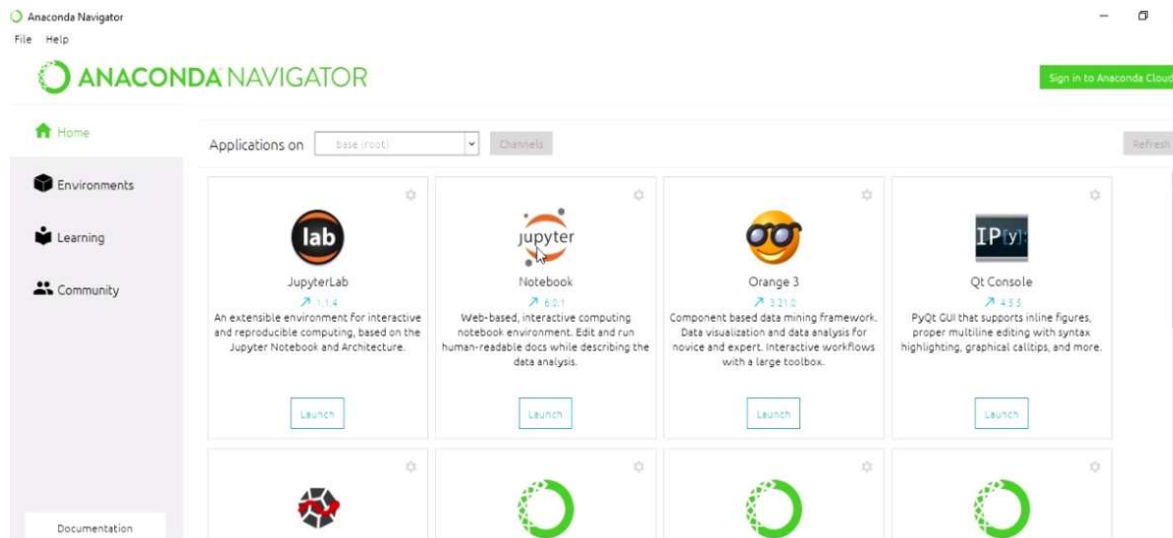 Anaconda Navigator
File Help
ANACONDA NAVIGATOR
Sign in to Anaconda Cloud
Home
Applications on base (root) Channels Refresh
Environments
Learning
Community
lab
JupyterLab
1.1.4
An extensible environment for interactive
and reproducible computing, based on the
Jupyter Notebook and Architecture.
Launch
jupyter
Notebook
6.0.1
Web-based, interactive computing
notebook environment. Edit and run
human-readable docs while describing the
data analysis.
Launch
Orange 3
3.21.0
Component based data mining framework.
Data visualization and data analysis for
novice and expert. Interactive workflows
with a large toolbox.
Launch
IP[y]:
Qt Console
4.5.5
PyQt GUI that supports inline figures,
proper multiline editing with syntax
highlighting, graphical calltips, and more.
Launch
Documentation